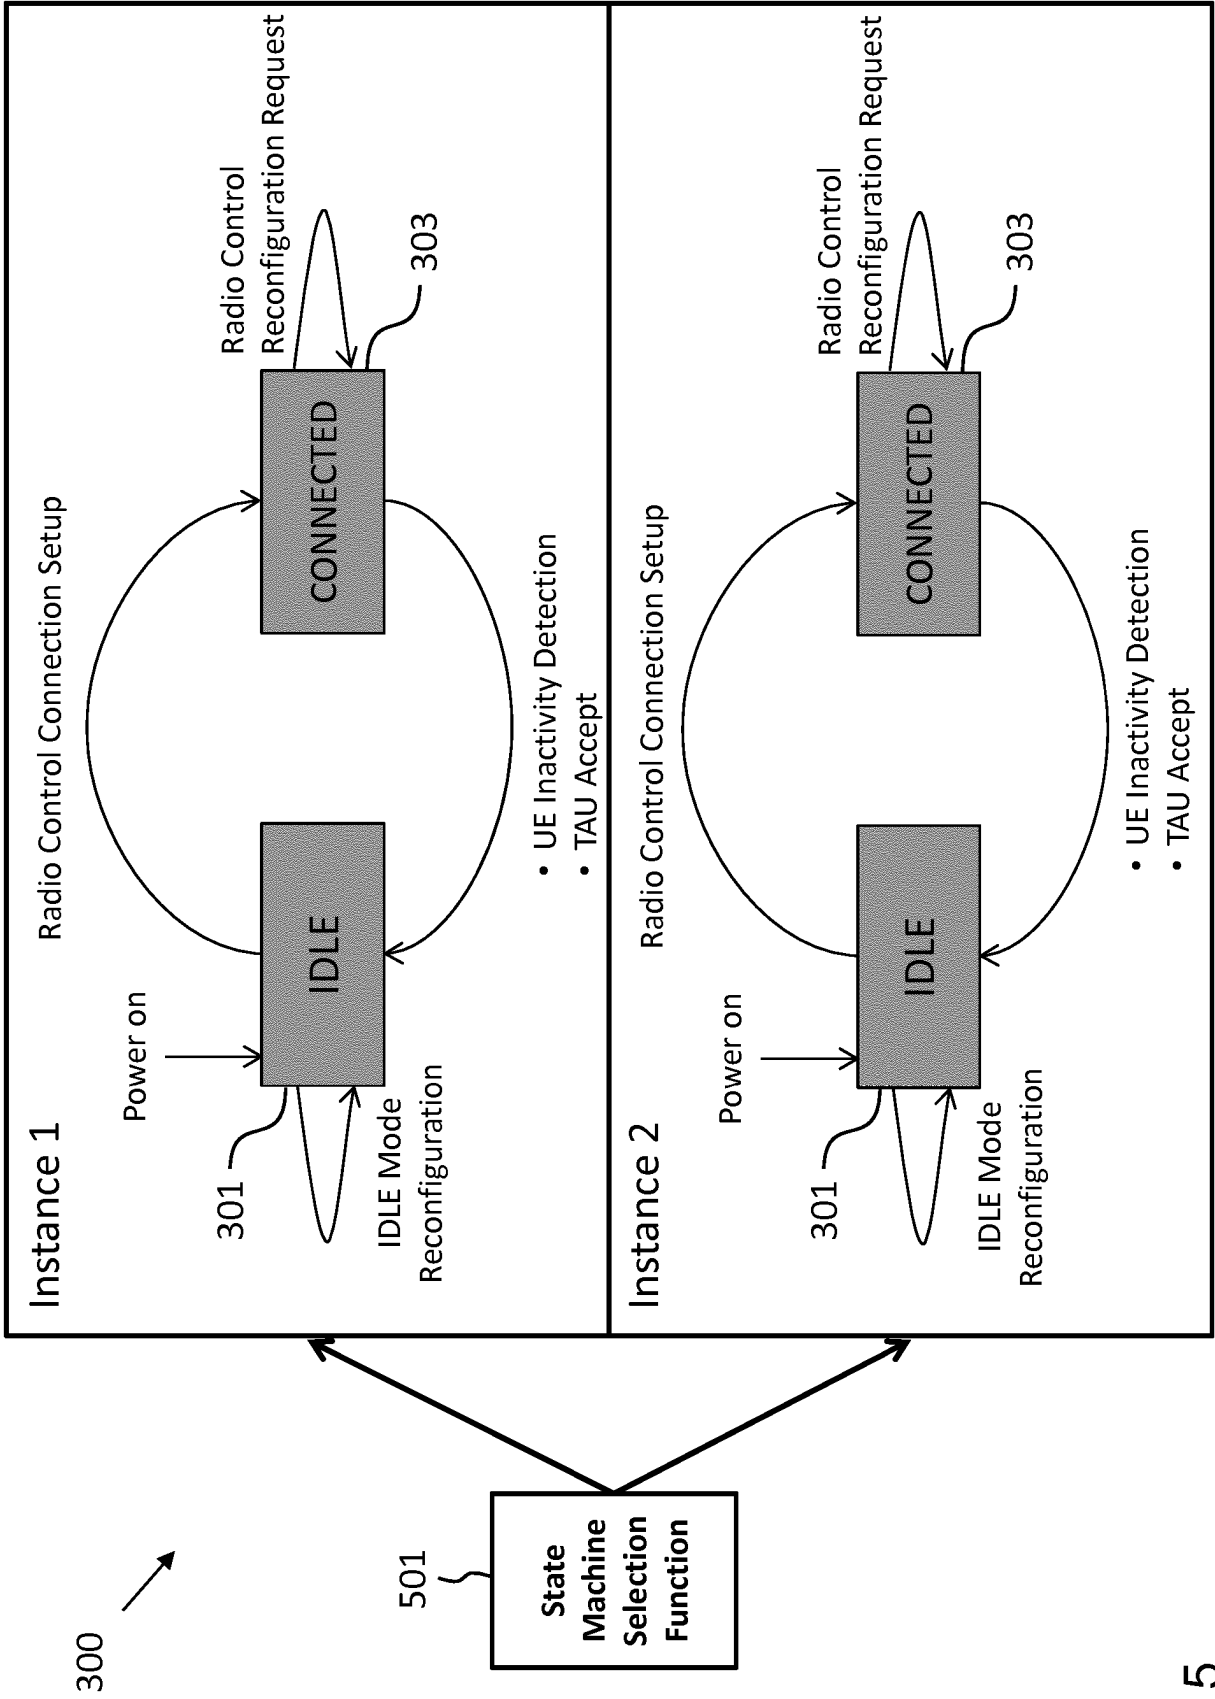 300
501
State
Machine
Selection
Function
Instance 1
Power on
Radio Control Connection Setup
301
IDLE
CONNECTED
Radio Control
Reconfiguration Request
303
IDLE Mode
Reconfiguration
• UE Inactivity Detection
• TAU Accept
Instance 2
Power on
Radio Control Connection Setup
301
IDLE
CONNECTED
Radio Control
Reconfiguration Request
303
IDLE Mode
Reconfiguration
• UE Inactivity Detection
• TAU Accept
5